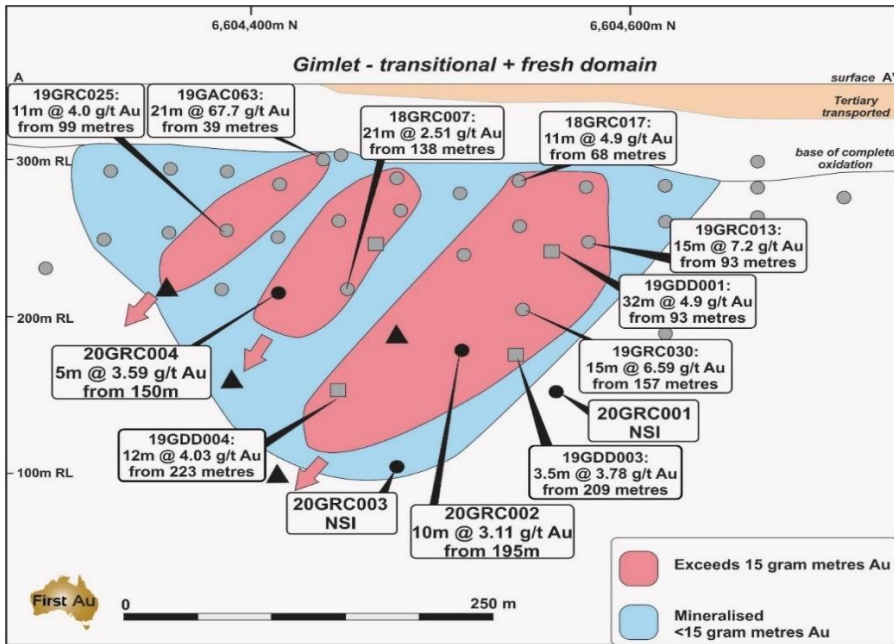 6,604,400m N
6,604,600m N
Gimlet - transitional + fresh domain
A
surface
A'
Tertiary
transported
19GRC025:
11m @ 4.0 g/t Au
from 99 metres
19GAC063:
21m @ 67.7 g/t Au
from 39 metres
18GRC007:
21m @ 2.51 g/t Au
from 138 metres
18GRC017:
11m @ 4.9 g/t Au
from 68 metres
base of complete
oxidation
300m RL
19GRC013:
15m @ 7.2 g/t Au
from 93 metres
19GDD001:
32m @ 4.9 g/t Au
from 93 metres
200m RL
19GRC030:
15m @ 6.59 g/t Au
from 157 metres
20GRC004
5m @ 3.59 g/t Au
from 150m
20GRC001
NSI
19GDD004:
12m @ 4.03 g/t Au
from 223 metres
19GDD003:
3.5m @ 3.78 g/t Au
from 209 metres
100m RL
20GRC003
NSI
20GRC002
10m @ 3.11 g/t Au
from 195m
Exceeds 15 gram metres Au
Mineralised
<15 gram metres Au
First Au
0
250 m